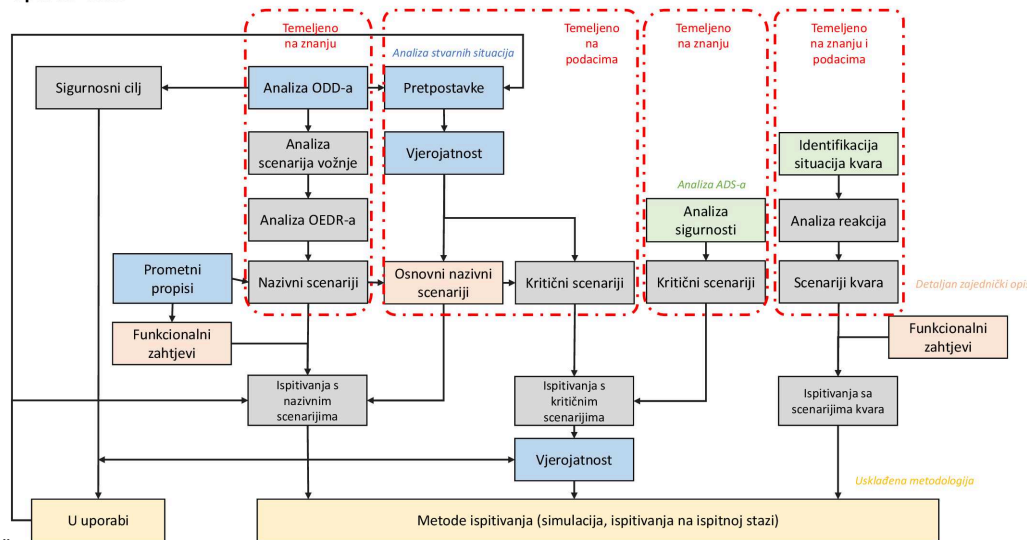 Temeljeno
na znanju
Analiza stvarnih situacija
Temeljeno
na
podacima
Temeljeno
na znanju
Temeljeno
na znanju i
podacima
Sigurnosni cilj
Analiza ODD-a
Pretpostavke
Analiza
scenarija vožnje
Vjerojatnost
Identifikacija
situacija kvara
Analiza ADS-a
Analiza OEDR-a
Analiza
sigurnosti
Analiza reakcija
Prometni
propisi
Nazivni scenariji
Osnovni nazivni
scenariji
Kritični scenariji
Kritični scenariji
Scenariji kvara
Detaljan zajednički opi
Funkcionalni
zahtjevi
Funkcionalni
zahtjevi
Ispitivanja s
nazivnim
scenarijima
Ispitivanja s
kritičnim
scenarijima
Ispitivanja sa
scenarijima kvara
Vjerojatnost
Usklađena metodologija
U uporabi
Metode ispitivanja (simulacija, ispitivanja na ispitnoj stazi)